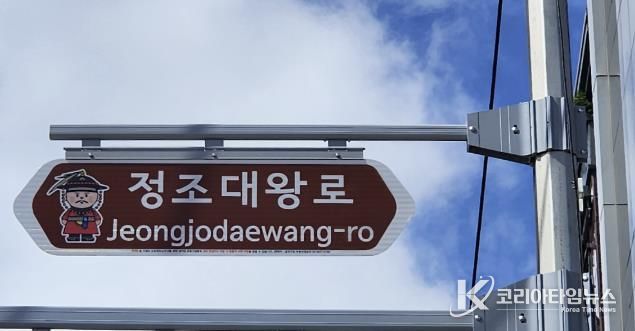 정조대왕로
Jeongjodaewang-ro
코리아타임뉴스
Korea Time News